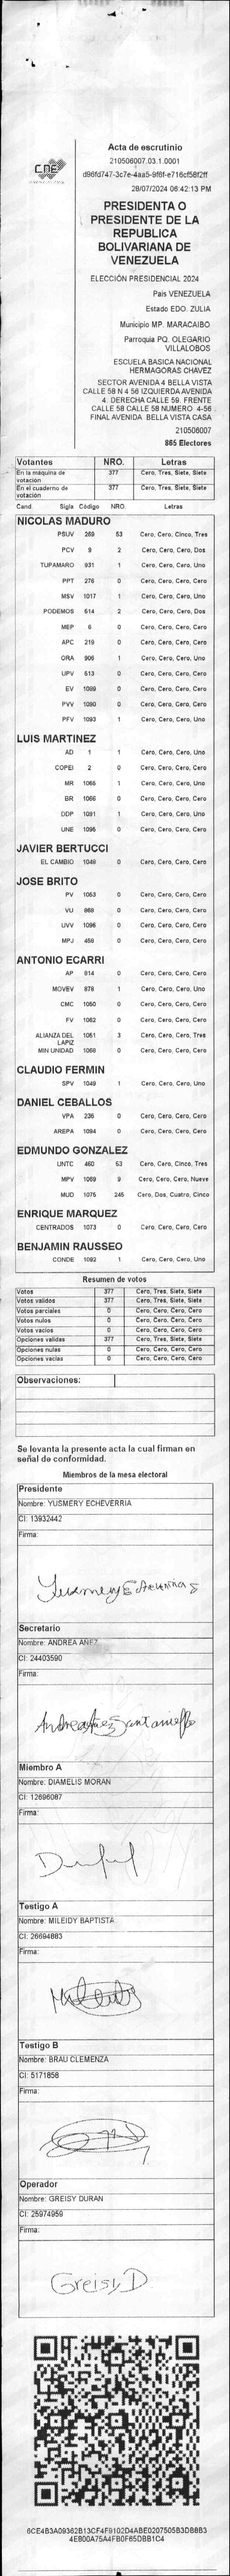 CNE
Acta de escrutinio
210506007.03.1.0001
d96fd747-3c7e-4aa5-9f6f-e716cf58f2ff
28/07/2024 06:42:13 PM
PRESIDENTA O
PRESIDENTE DE LA
REPUBLICA
BOLIVARIANA DE
VENEZUELA
ELECCIÓN PRESIDENCIAL 2024
Pais VENEZUELA
Estado EDO. ZULIA
Municipio MP. MARACAIBO
Parroquia PQ. OLEGARIO
VILLALOBOS
ESCUELA BASICA NACIONAL
HERMAGORAS CHAVEZ
SECTOR AVENIDA 4 BELLA VISTA
CALLE 58 N 4 56 IZQUIERDA AVENIDA
4. DERECHA CALLE 59. FRENTE
CALLE 58 CALLE 58 NUMERO 4-56
FINAL AVENIDA BELLA VISTA CASA
210506007
865 Electores
Votantes NRO. Letras
En la máquina de votación 377 Cero, Tres, Siete, Siete
En el cuaderno de votación 377 Cero, Tres, Siete, Siete
Cand. Sigla Código NRO. Letras
NICOLAS MADURO
PSUV 269 53 Cero, Cero, Cinco, Tres
PCV 9 2 Cero, Cero, Cero, Dos
TUPAMARO 931 1 Cero, Cero, Cero, Uno
PPT 276 0 Cero, Cero, Cero, Cero
MSV 1017 1 Cero, Cero, Cero, Uno
PODEMOS 514 2 Cero, Cero, Cero, Dos
MEP 6 0 Cero, Cero, Cero, Cero
APC 219 0 Cero, Cero, Cero, Cero
ORA 906 1 Cero, Cero, Cero, Uno
UPV 513 0 Cero, Cero, Cero, Cero
EV 1089 0 Cero, Cero, Cero, Cero
PVV 1090 0 Cero, Cero, Cero, Cero
PFV 1093 1 Cero, Cero, Cero, Uno
LUIS MARTINEZ
AD 1 1 Cero, Cero, Cero, Uno
COPEI 2 0 Cero, Cero, Cero, Cero
MR 1065 1 Cero, Cero, Cero, Uno
BR 1066 0 Cero, Cero, Cero, Cero
DDP 1091 1 Cero, Cero, Cero, Uno
UNE 1095 0 Cero, Cero, Cero, Cero
JAVIER BERTUCCI
EL CAMBIO 1048 0 Cero, Cero, Cero, Cero
JOSE BRITO
PV 1053 0 Cero, Cero, Cero, Cero
VU 868 0 Cero, Cero, Cero, Cero
UVV 1096 0 Cero, Cero, Cero, Cero
MPJ 458 0 Cero, Cero, Cero, Cero
ANTONIO ECARRI
AP 814 0 Cero, Cero, Cero, Cero
MOVEV 878 1 Cero, Cero, Cero, Uno
CMC 1050 0 Cero, Cero, Cero, Cero
FV 1062 0 Cero, Cero, Cero, Cero
ALIANZA DEL LAPIZ 1051 3 Cero, Cero, Cero, Tres
MIN UNIDAD 1068 0 Cero, Cero, Cero, Cero
CLAUDIO FERMIN
SPV 1049 1 Cero, Cero, Cero, Uno
DANIEL CEBALLOS
VPA 236 0 Cero, Cero, Cero, Cero
AREPA 1094 0 Cero, Cero, Cero, Cero
EDMUNDO GONZALEZ
UNTC 460 53 Cero, Cero, Cinco, Tres
MPV 1069 9 Cero, Cero, Cero, Nueve
MUD 1075 245 Cero, Dos, Cuatro, Cinco
ENRIQUE MARQUEZ
CENTRADOS 1073 0 Cero, Cero, Cero, Cero
BENJAMIN RAUSSEO
CONDE 1092 1 Cero, Cero, Cero, Uno
Resumen de votos
Votos 377 Cero, Tres, Siete, Siete
Votos validos 377 Cero, Tres, Siete, Siete
Votos parciales 0 Cero, Cero, Cero, Cero
Votos nulos 0 Cero, Cero, Cero, Cero
Votos vacios 0 Cero, Cero, Cero, Cero
Opciones validas 377 Cero, Tres, Siete, Siete
Opciones nulas 0 Cero, Cero, Cero, Cero
Opciones vacias 0 Cero, Cero, Cero, Cero
Observaciones:
Se levanta la presente acta la cual firman en
señal de conformidad.
Miembros de la mesa electoral
Presidente
Nombre: YUSMERY ECHEVERRIA
CI: 13932442
Firma:
Yusmery Echeverria
Secretario
Nombre: ANDREA AÑEZ
CI: 24403590
Firma:
Andrea Añez Santaniello
Miembro A
Nombre: DIAMELIS MORAN
CI: 12696087
Firma:
Testigo A
Nombre: MILEIDY BAPTISTA
CI: 26694883
Firma:
Testigo B
Nombre: BRAU CLEMENZA
CI: 5171858
Firma:
Operador
Nombre: GREISY DURAN
CI: 25974959
Firma:
Greisy D
6CE4B3A09362B13CF4F9102D4ABE0207505B3DB8B3
4E800A75A4FB0F65DBB1C4